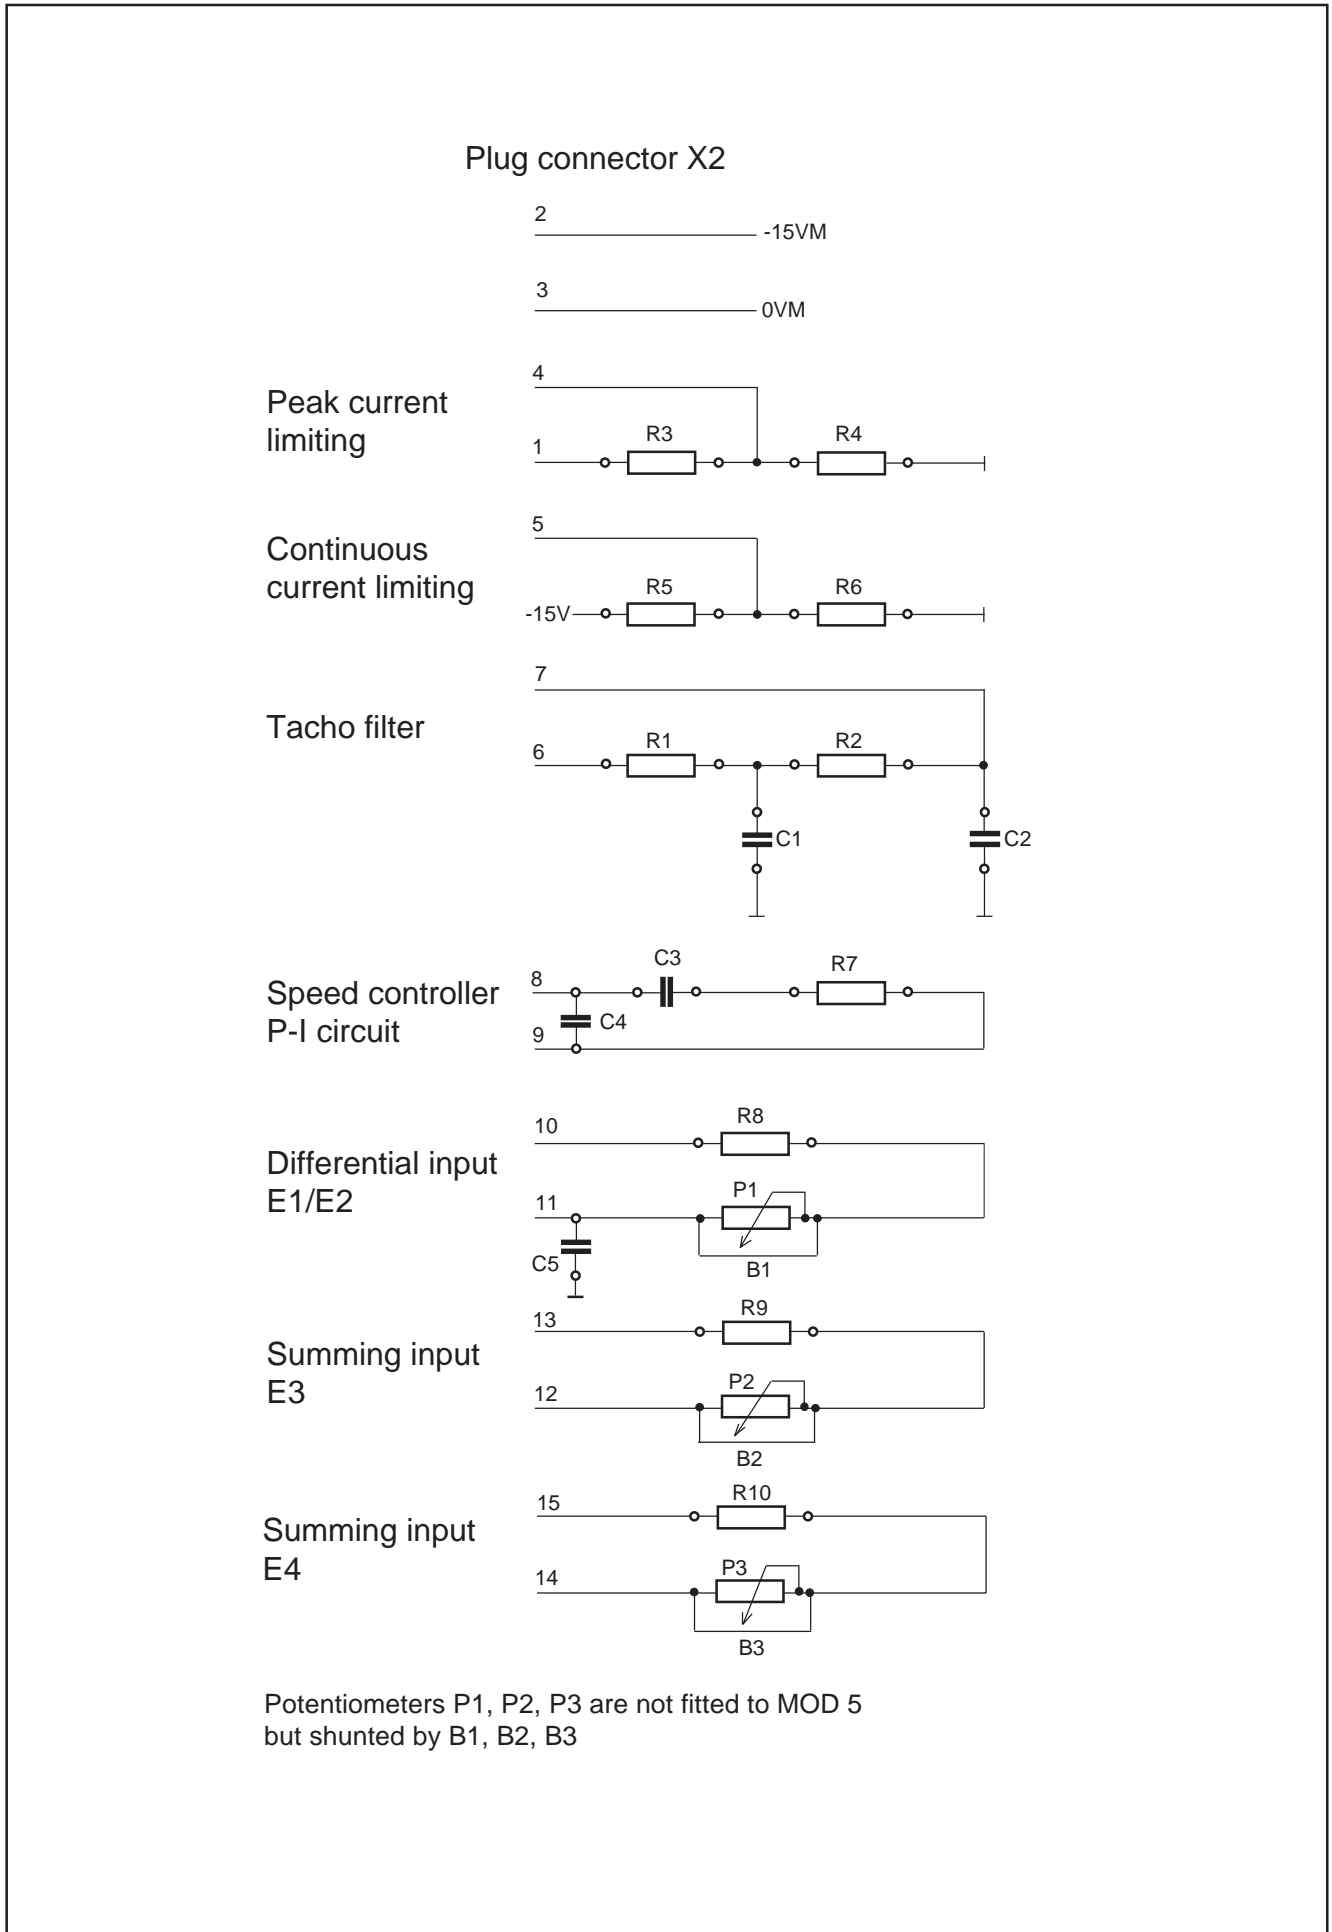 Plug connector X2
2
-15VM
3
0VM
4
Peak current
limiting
R3
R4
1
5
Continuous
current limiting
R5
R6
-15V
7
Tacho filter
6
R1
R2
C1
C2
C3
R7
8
Speed controller
P-I circuit
C4
9
R8
10
Differential input
E1/E2
P1
11
C5
B1
R9
13
Summing input
E3
P2
12
B2
R10
15
Summing input
E4
P3
14
B3
Potentiometers P1, P2, P3 are not fitted to MOD 5
but shunted by B1, B2, B3